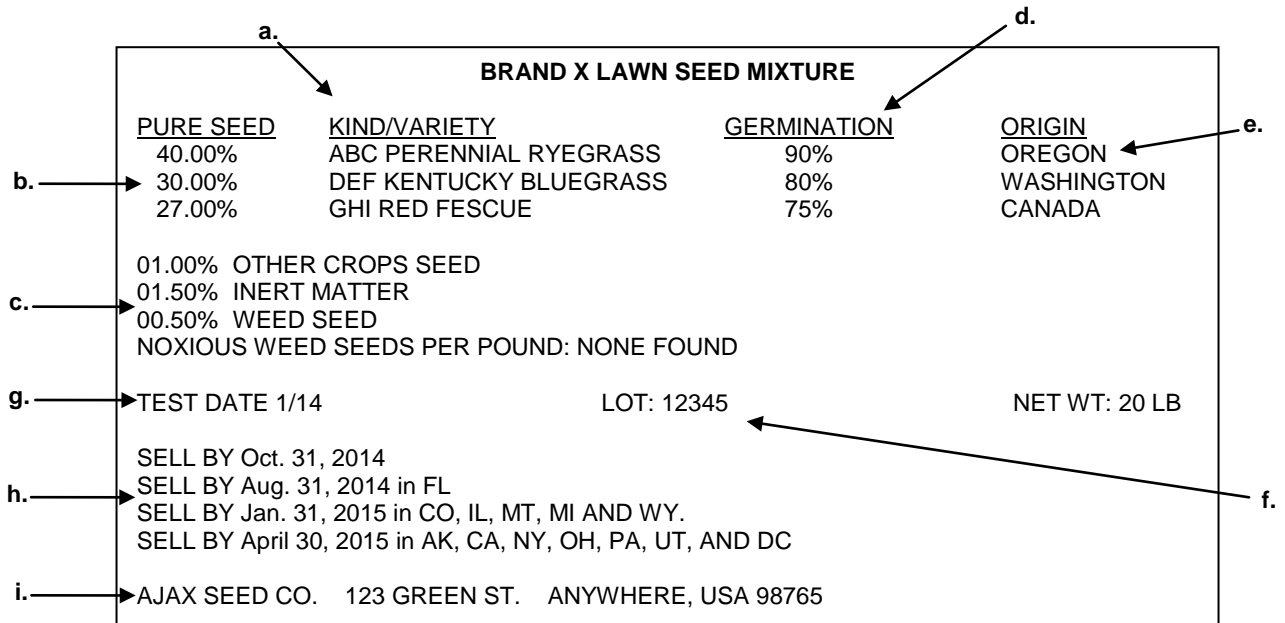 a.
d.
BRAND X LAWN SEED MIXTURE
PURE SEED KIND/VARIETY GERMINATION ORIGIN
e.
40.00% ABC PERENNIAL RYEGRASS 90% OREGON
b.
30.00% DEF KENTUCKY BLUEGRASS 80% WASHINGTON
27.00% GHI RED FESCUE 75% CANADA
01.00% OTHER CROPS SEED
c.
01.50% INERT MATTER
00.50% WEED SEED
NOXIOUS WEED SEEDS PER POUND: NONE FOUND
g.
TEST DATE 1/14 LOT: 12345 NET WT: 20 LB
SELL BY Oct. 31, 2014
SELL BY Aug. 31, 2014 in FL
h.
f.
SELL BY Jan. 31, 2015 in CO, IL, MT, MI AND WY.
SELL BY April 30, 2015 in AK, CA, NY, OH, PA, UT, AND DC
i.
AJAX SEED CO. 123 GREEN ST. ANYWHERE, USA 98765